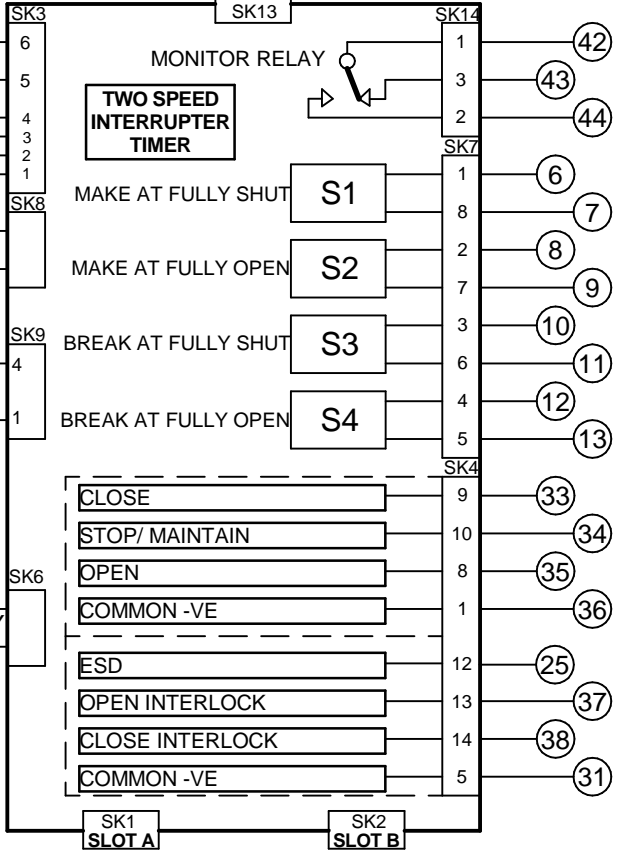 SK3
SK13
SK14
6
5
4
3
2
1
MONITOR RELAY
1
3
2
42
43
44
TWO SPEED
INTERRUPTER
TIMER
SK7
SK8
MAKE AT FULLY SHUT
S1
1
8
6
7
MAKE AT FULLY OPEN
S2
2
7
8
9
SK9
4
1
BREAK AT FULLY SHUT
S3
3
6
10
11
BREAK AT FULLY OPEN
S4
4
5
12
13
SK4
CLOSE
9
33
STOP/ MAINTAIN
10
34
SK6
OPEN
8
35
COMMON -VE
1
36
ESD
12
25
OPEN INTERLOCK
13
37
CLOSE INTERLOCK
14
38
COMMON -VE
5
31
SK1
SLOT A
SK2
SLOT B